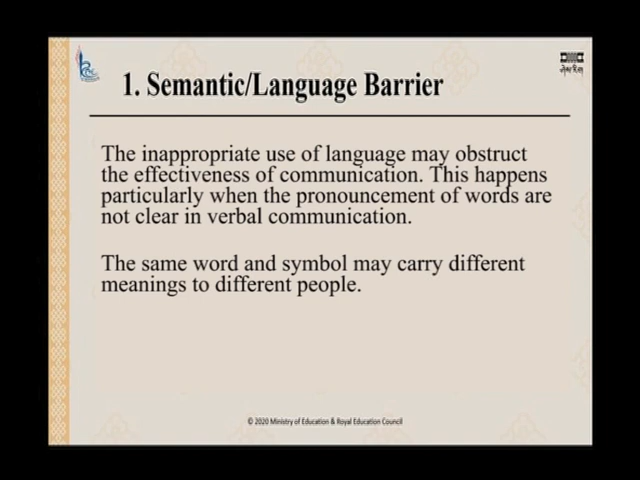 1. Semantic/Language Barrier
The inappropriate use of language may obstruct
the effectiveness of communication. This happens
particularly when the pronouncement of words are
not clear in verbal communication.
The same word and symbol may carry different
meanings to different people.
© 2020 Ministry of Education & Royal Education Council